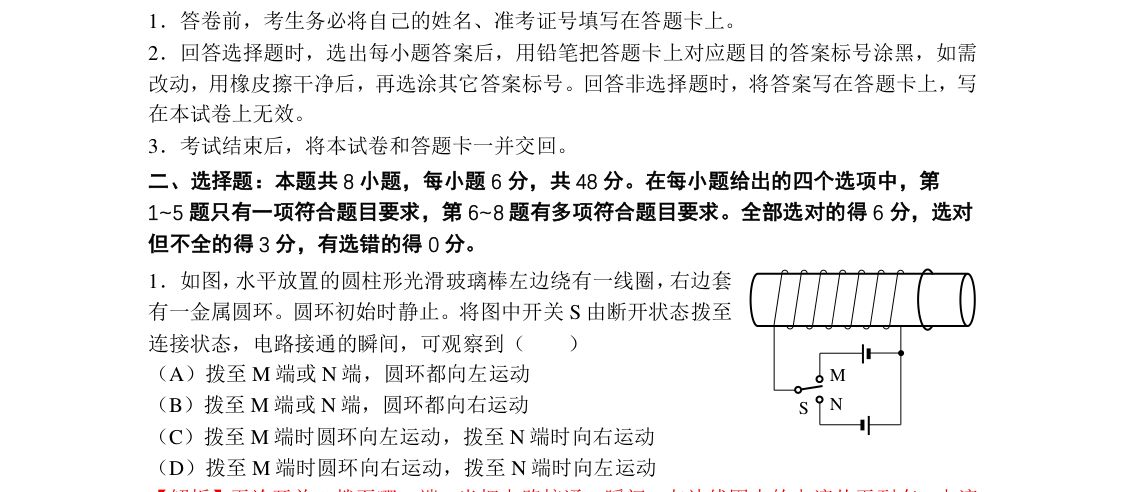 1．答卷前，考生务必将自己的姓名、准考证号填写在答题卡上。
2．回答选择题时，选出每小题答案后，用铅笔把答题卡上对应题目的答案标号涂黑，如需
改动，用橡皮擦干净后，再选涂其它答案标号。回答非选择题时，将答案写在答题卡上，写
在本试卷上无效。
3．考试结束后，将本试卷和答题卡一并交回。
二、选择题：本题共 8 小题，每小题 6 分，共 48 分。在每小题给出的四个选项中，第
1~5 题只有一项符合题目要求，第 6~8 题有多项符合题目要求。全部选对的得 6 分，选对
但不全的得 3 分，有选错的得 0 分。
1．如图，水平放置的圆柱形光滑玻璃棒左边绕有一线圈，右边套
有一金属圆环。圆环初始时静止。将图中开关 S 由断开状态拨至
连接状态，电路接通的瞬间，可观察到（　　）
（A）拨至 M 端或 N 端，圆环都向左运动
（B）拨至 M 端或 N 端，圆环都向右运动
（C）拨至 M 端时圆环向左运动，拨至 N 端时向右运动
（D）拨至 M 端时圆环向右运动，拨至 N 端时向左运动
M
S
N